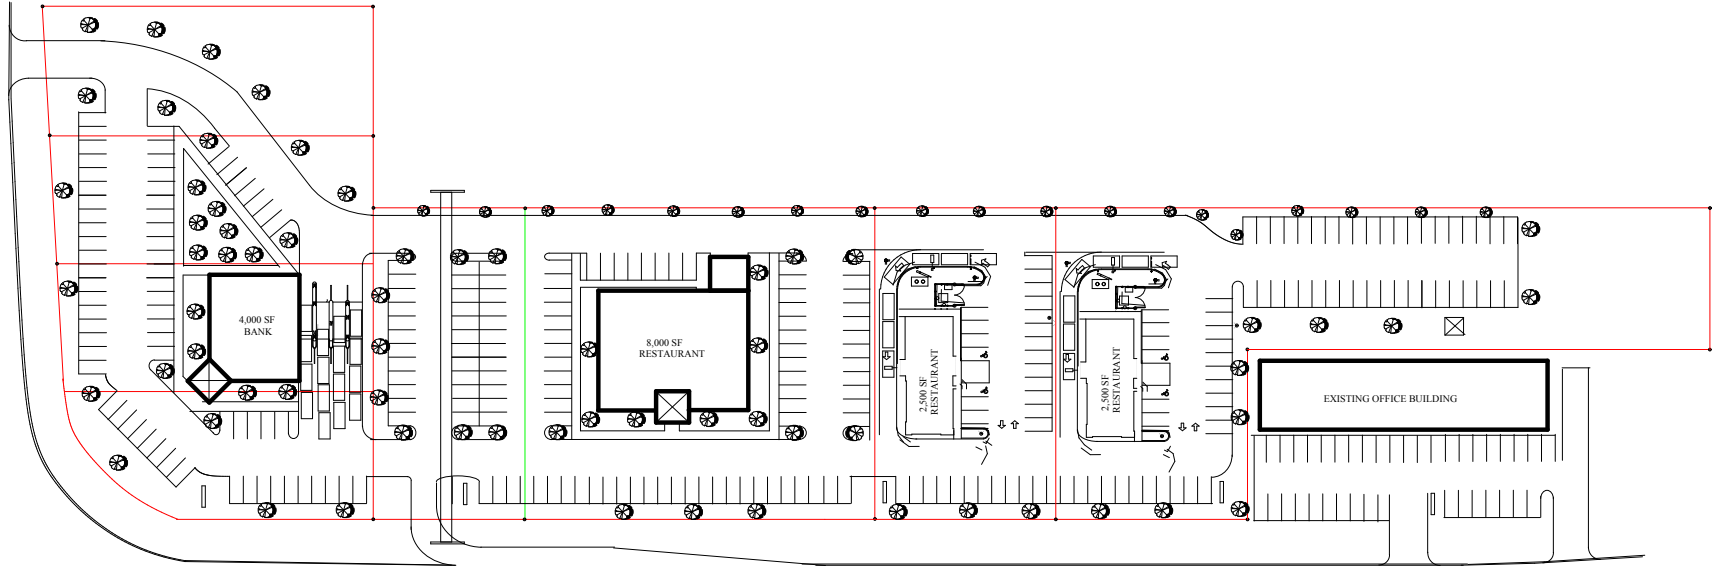 4,000 SF
BANK
8,000 SF
RESTAURANT
2,500 SF
RESTAURANT
2,500 SF
RESTAURANT
EXISTING OFFICE BUILDING